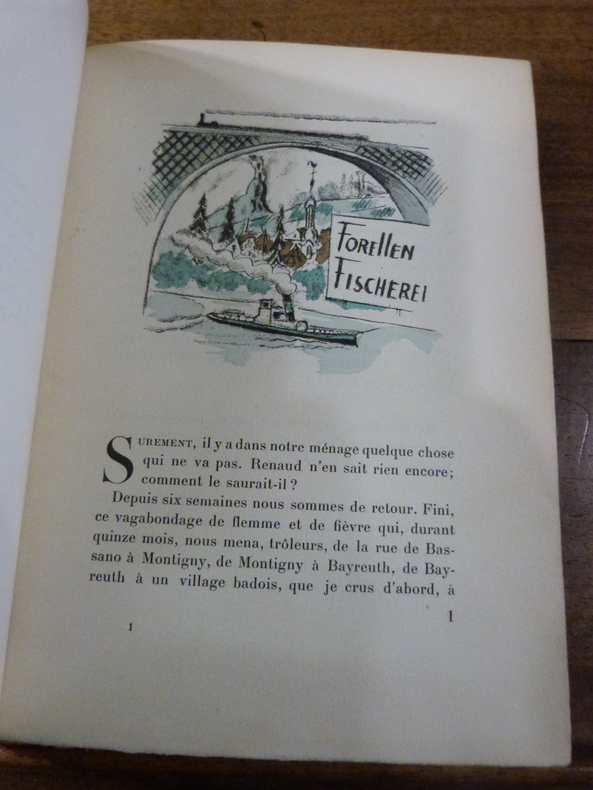 FORELLEN
FISCHEREI
SUREMENT, il y a dans notre ménage quelque chose
qui ne va pas. Renaud n'en sait rien encore;
comment le saurait-il?
Depuis six semaines nous sommes de retour. Fini,
ce vagabondage de flemme et de fièvre qui, durant
quinze mois, nous mena, trôleurs, de la rue de Bas-
sano à Montigny, de Montigny à Bayreuth, de Bay-
reuth à un village badois, que je crus d'abord, à
1
1